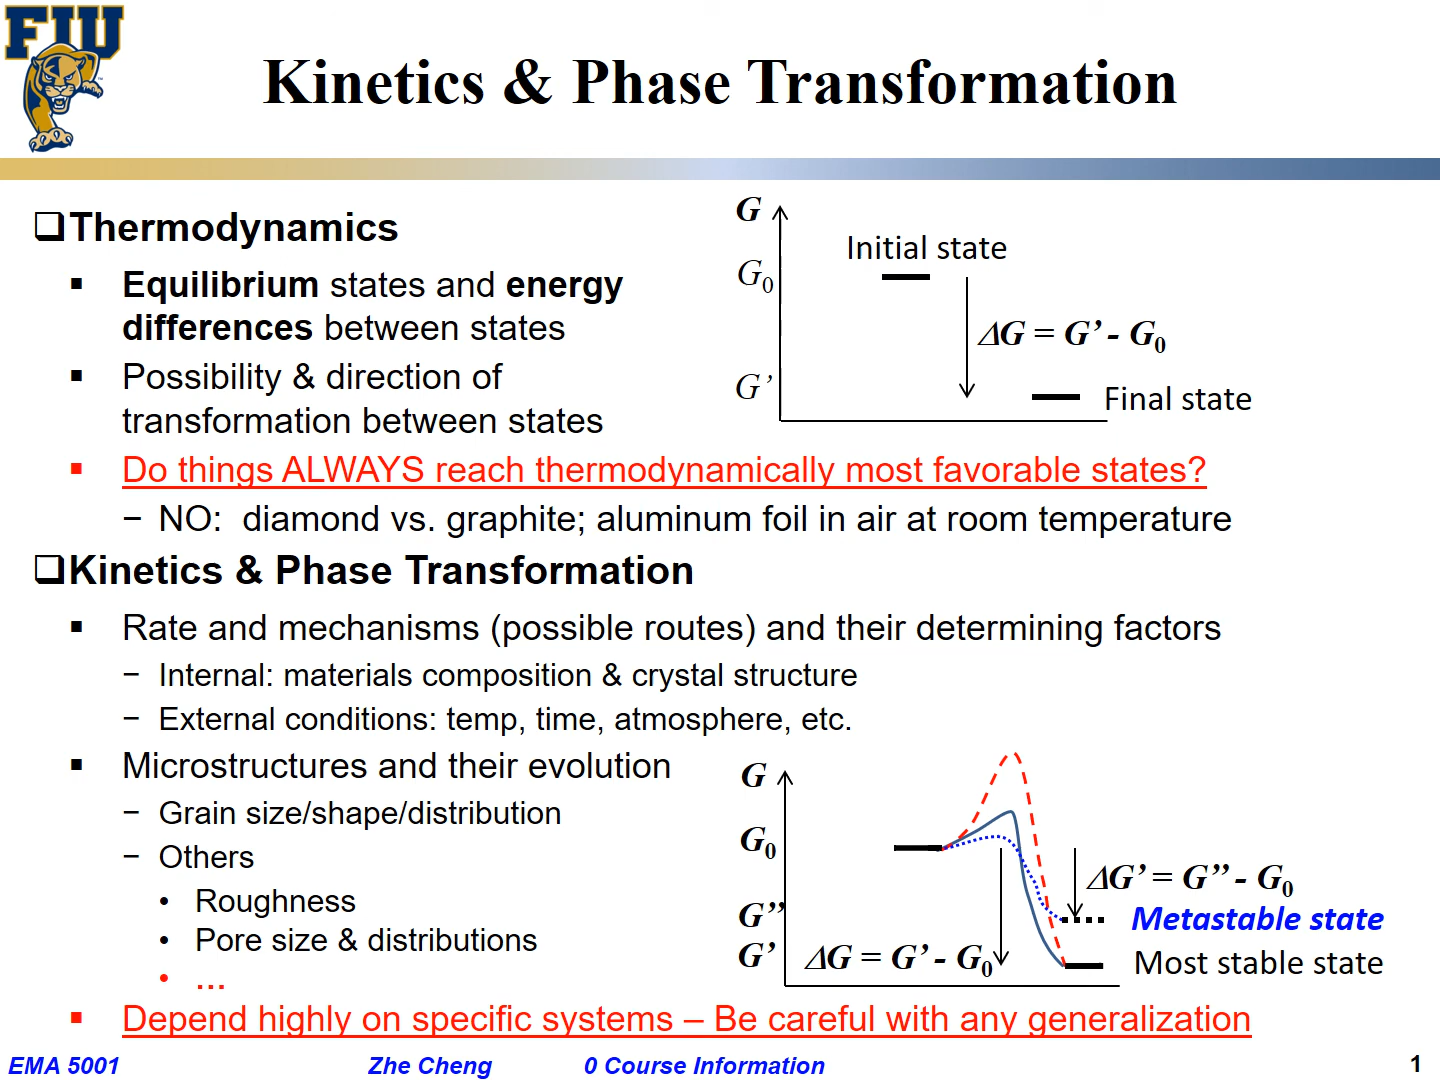 FIU
Kinetics & Phase Transformation
❑Thermodynamics
▪ Equilibrium states and energy
differences between states
▪ Possibility & direction of
transformation between states
G
G0
G’
Initial state
ΔG = G’ - G0
Final state
▪ Do things ALWAYS reach thermodynamically most favorable states?
− NO: diamond vs. graphite; aluminum foil in air at room temperature
❑Kinetics & Phase Transformation
▪ Rate and mechanisms (possible routes) and their determining factors
− Internal: materials composition & crystal structure
− External conditions: temp, time, atmosphere, etc.
▪ Microstructures and their evolution
− Grain size/shape/distribution
− Others
• Roughness
• Pore size & distributions
• …
G
G0
G’’
G’
ΔG’ = G’’ - G0
Metastable state
ΔG = G’ - G0
Most stable state
▪ Depend highly on specific systems – Be careful with any generalization
EMA 5001 Zhe Cheng 0 Course Information 1